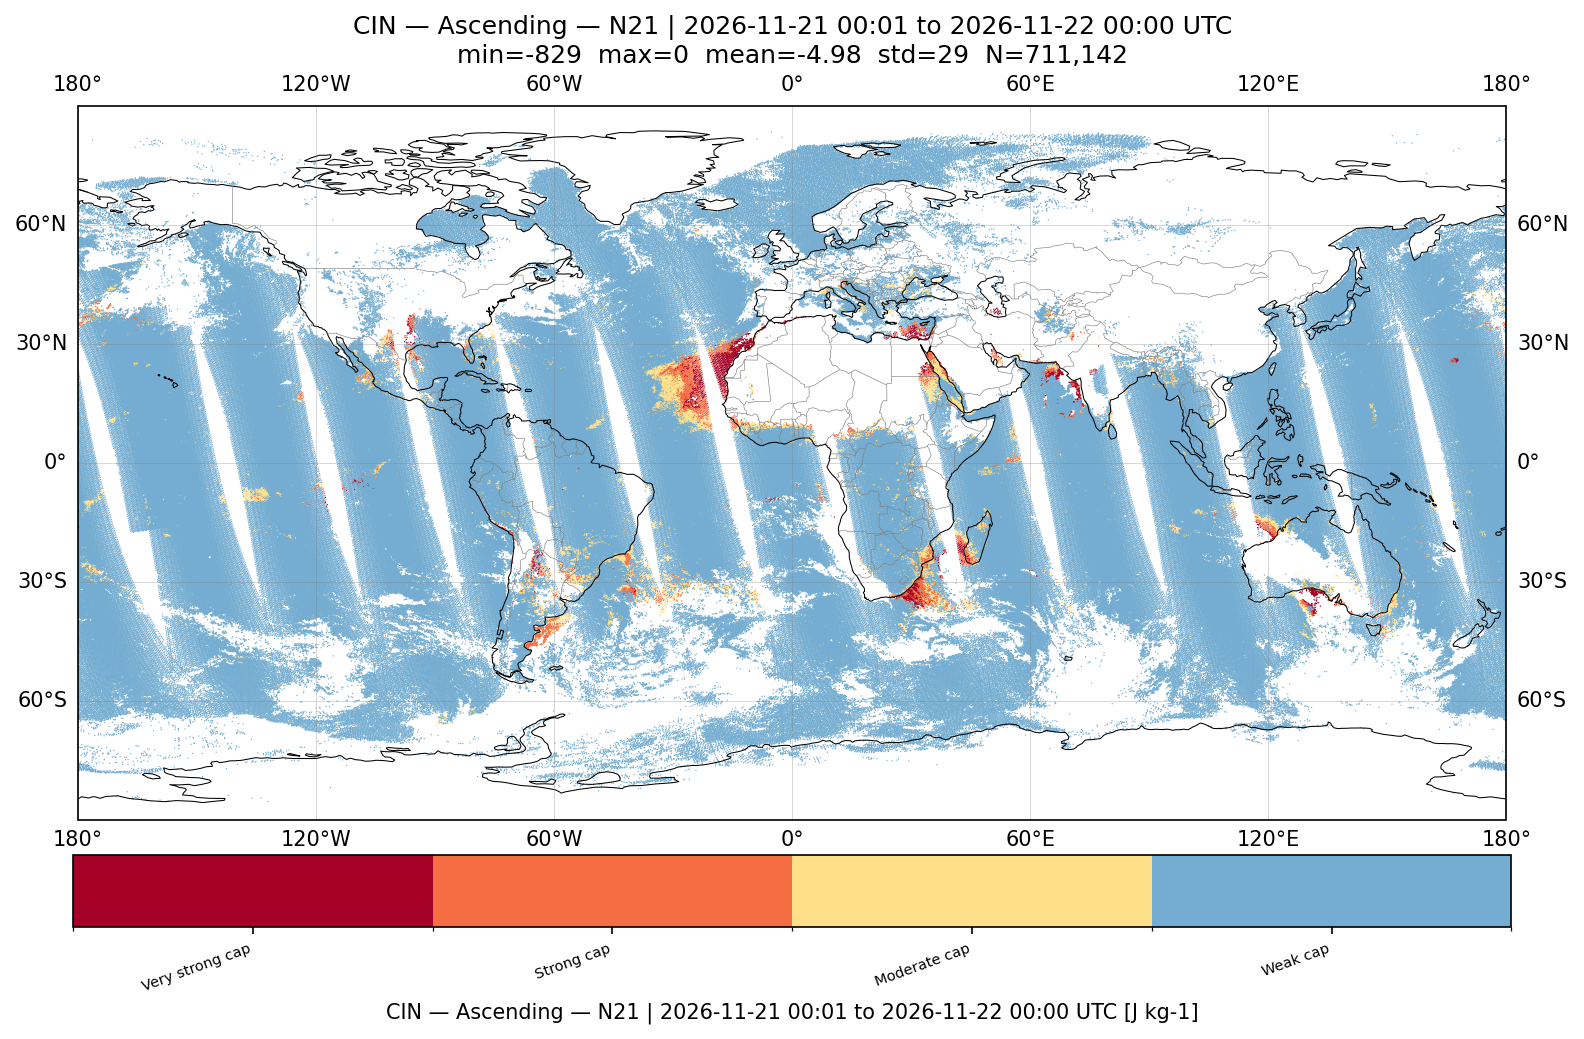 CIN — Ascending — N21 | 2026-11-21 00:01 to 2026-11-22 00:00 UTC
min=-829  max=0  mean=-4.98  std=29  N=711,142
180° 120°W 60°W 0° 60°E 120°E 180°
60°N 60°N
30°N 30°N
0° 0°
30°S 30°S
60°S 60°S
180° 120°W 60°W 0° 60°E 120°E 180°
Very strong cap Strong cap Moderate cap Weak cap
CIN — Ascending — N21 | 2026-11-21 00:01 to 2026-11-22 00:00 UTC [J kg-1]